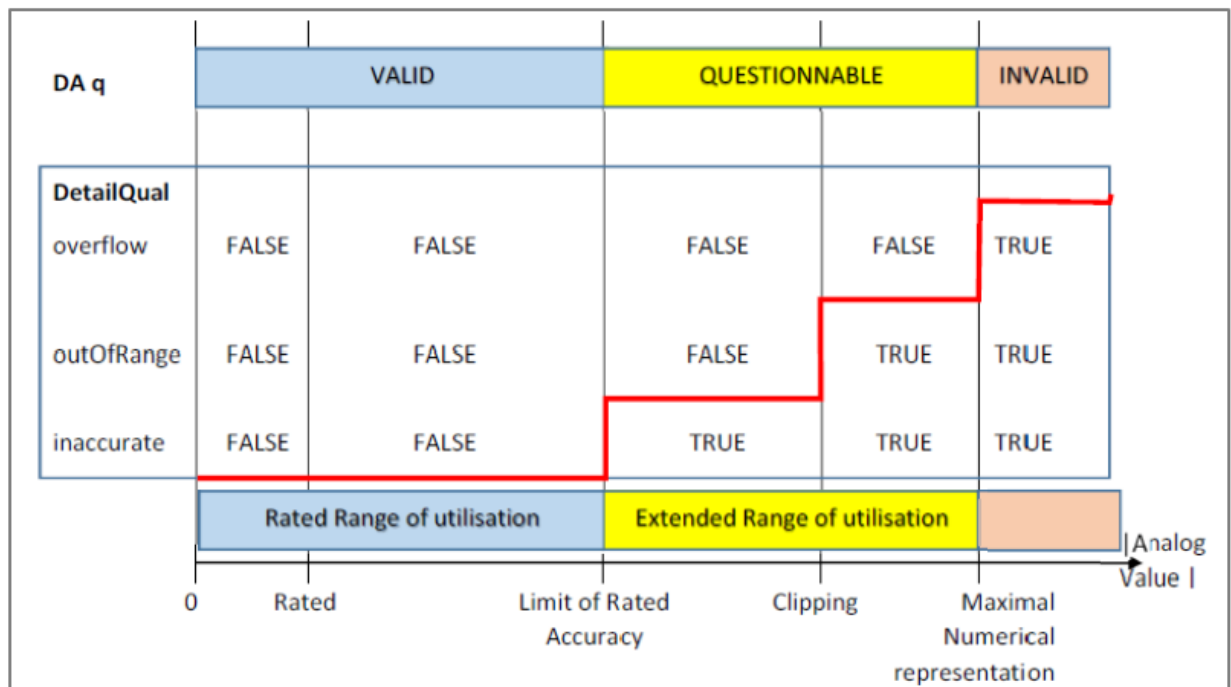 DA q VALID QUESTIONNABLE INVALID
DetailQual
overflow FALSE FALSE FALSE FALSE TRUE
outOfRange FALSE FALSE FALSE TRUE TRUE
inaccurate FALSE FALSE TRUE TRUE TRUE
Rated Range of utilisation Extended Range of utilisation
|Analog
Value |
0 Rated Limit of Rated Clipping Maximal
Accuracy Numerical
representation